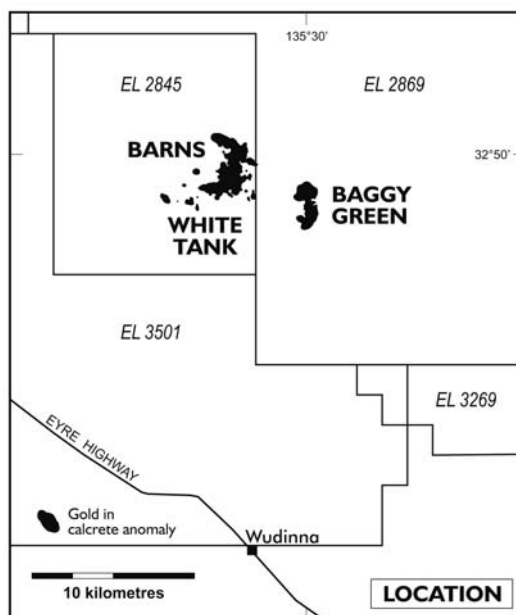 135°30'
EL 2845
EL 2869
BARNS
32°50'
WHITE
TANK
BAGGY
GREEN
EL 3501
EL 3269
EYRE HIGHWAY
Gold in
calcrete anomaly
Wudinna
10 kilometres
LOCATION